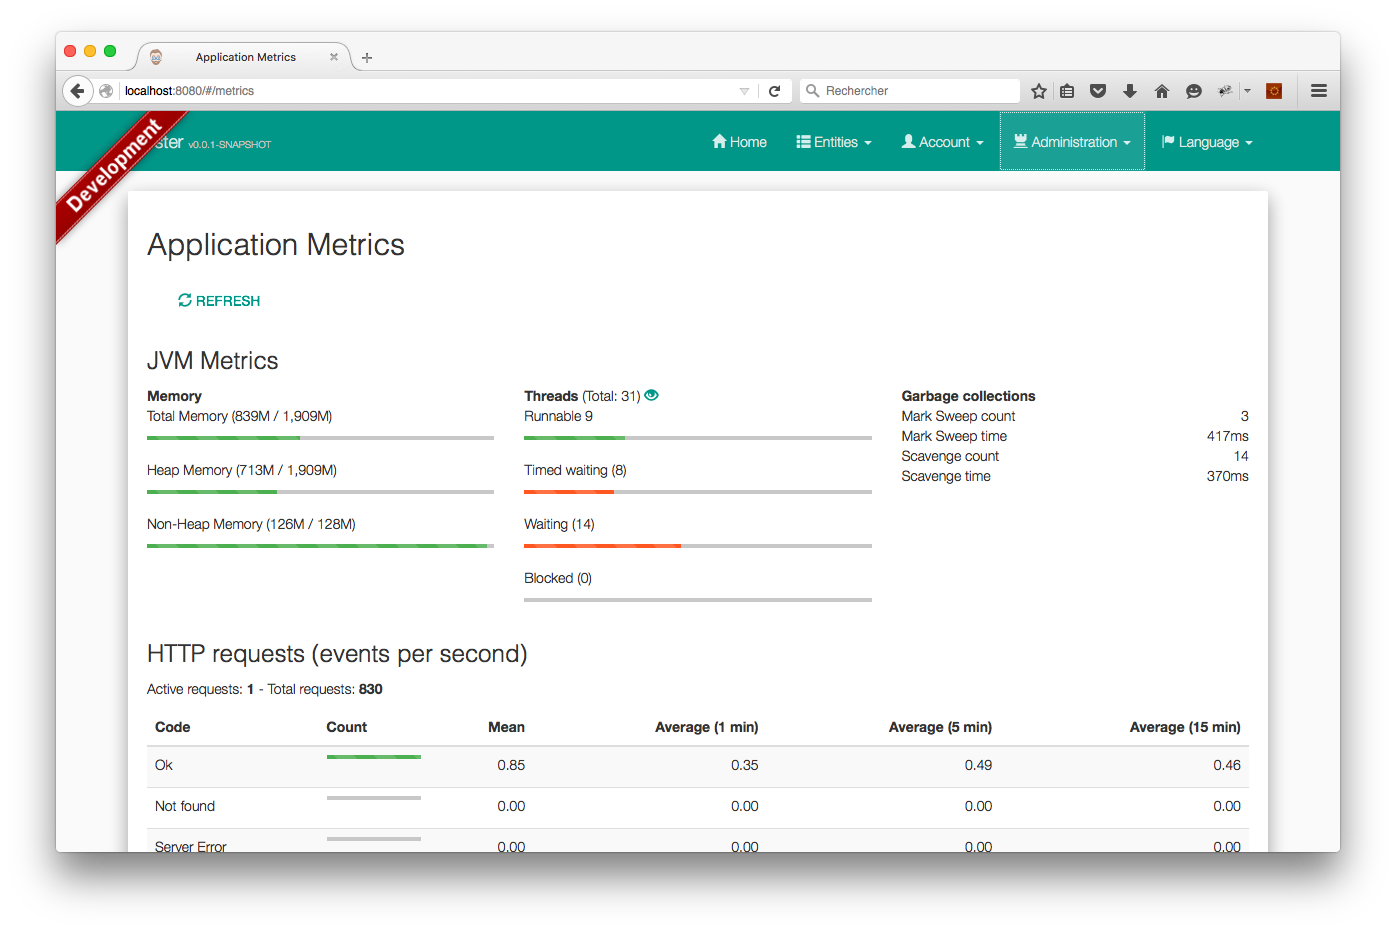 Application Metrics
localhost:8080/#/metrics
Rechercher
Development
v0.0.1-SNAPSHOT
Home
Entities
Account
Administration
Language
Application Metrics
REFRESH
JVM Metrics
Memory
Total Memory (839M / 1,909M)
Heap Memory (713M / 1,909M)
Non-Heap Memory (126M / 128M)
Threads (Total: 31)
Runnable 9
Timed waiting (8)
Waiting (14)
Blocked (0)
Garbage collections
Mark Sweep count 3
Mark Sweep time 417ms
Scavenge count 14
Scavenge time 370ms
HTTP requests (events per second)
Active requests: 1 - Total requests: 830
Code Count Mean Average (1 min) Average (5 min) Average (15 min)
Ok 0.85 0.35 0.49 0.46
Not found 0.00 0.00 0.00 0.00
Server Error 0.00 0.00 0.00 0.00